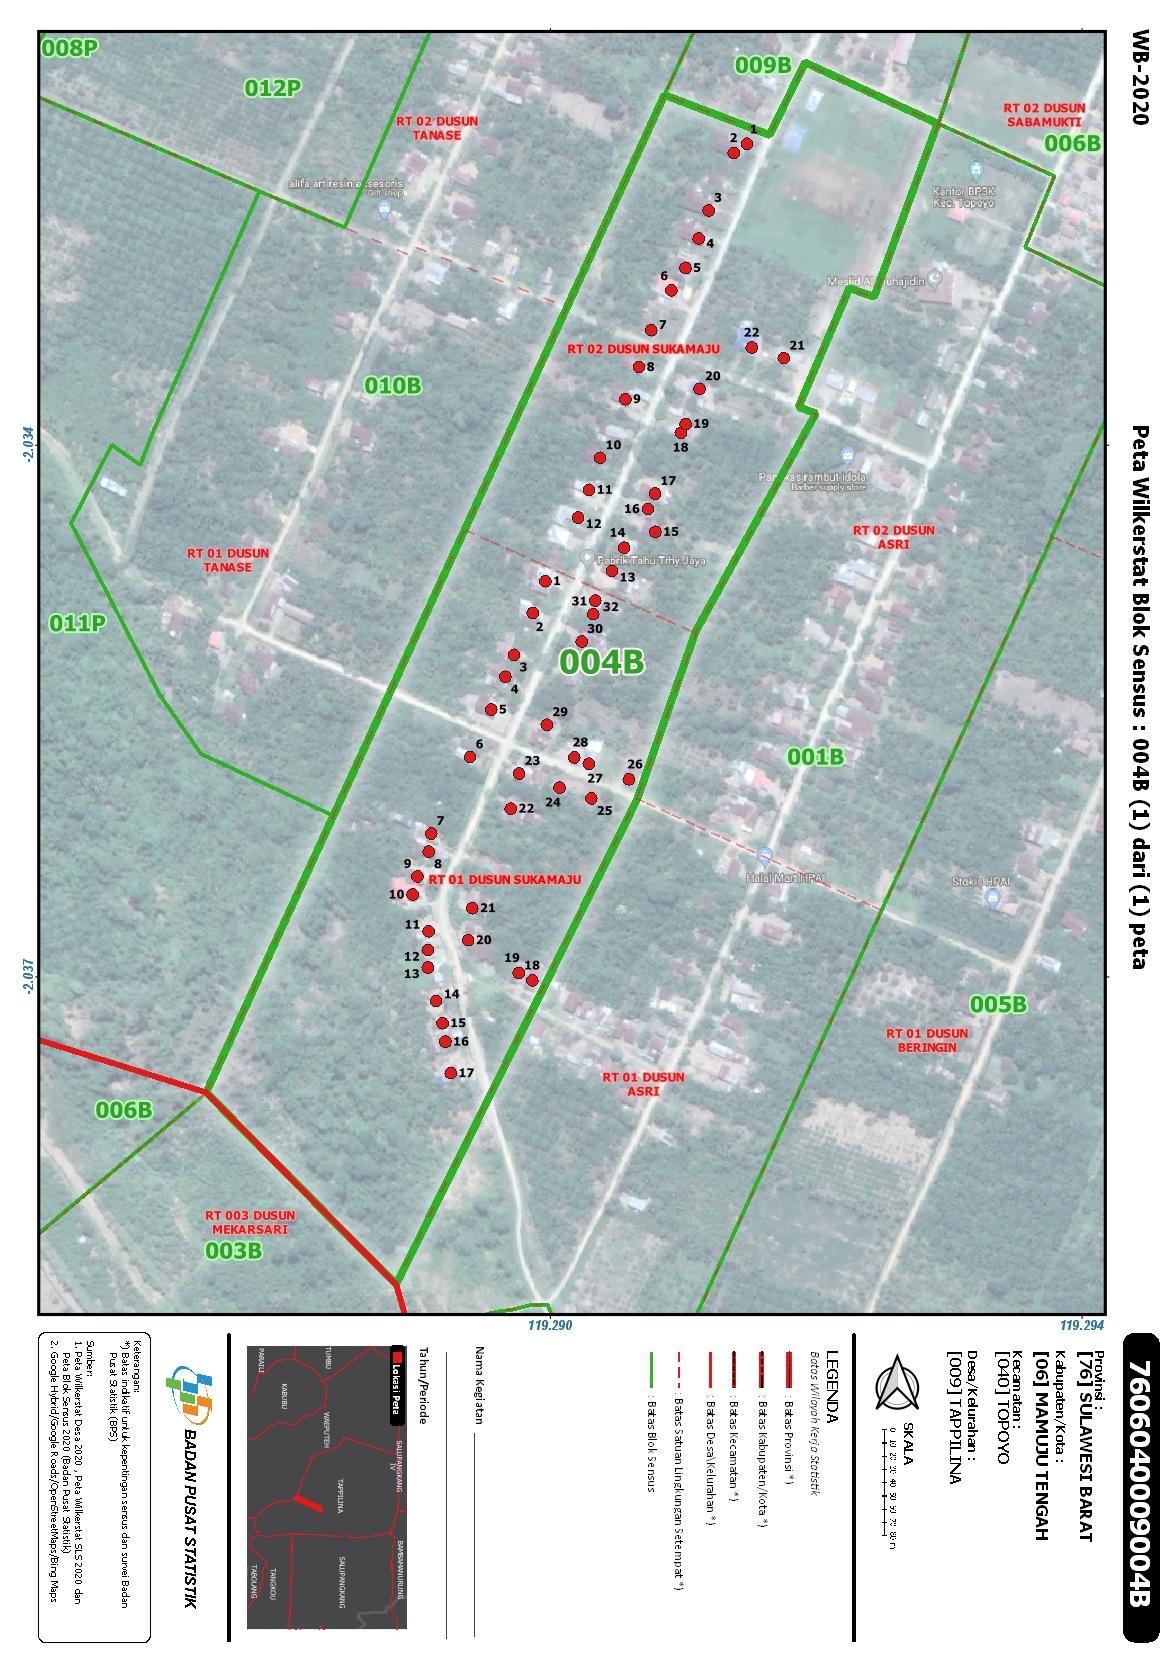 WB-2020
Peta Wilkerstat Blok Sensus : 004B (1) dari (1) peta
7606040009004B
008P
012P
009B
006B
RT 02 DUSUN
TANASE
RT 02 DUSUN
SABAMUKTI
alifa art resin aksesoris
Gift shop
Kantor BP3K
Kec. Topoyo
1
2
3
4
5
6
7
RT 02 DUSUN SUKAMAJU
8
9
22
21
20
19
18
10
11
12
17
16
15
14
13
010B
Pabrik Tahu Trhy Jaya
Pangkas rambut idola
Barber supply store
RT 02 DUSUN
ASRI
RT 01 DUSUN
TANASE
011P
-2.034
1
2
3
4
5
6
31
32
30
004B
29
28
27
26
23
24
25
22
001B
7
8
9
10
RT 01 DUSUN SUKAMAJU
11
12
13
21
20
19
18
14
15
16
17
Halal Mart HPAI
Stokis HPAI
-2.037
005B
RT 01 DUSUN
BERINGIN
RT 01 DUSUN
ASRI
006B
RT 003 DUSUN
MEKARSARI
003B
119.290
119.294
Provinsi :
[76] SULAWESI BARAT
Kabupaten/Kota :
[06] MAMUJU TENGAH
Kecamatan :
[040] TOPOYO
Desa/Kelurahan :
[009] TAPPILINA
SKALA
0 10 20 30 40 50 60 70 80 m
LEGENDA
Batas Wilayah Kerja Statistik
: Batas Provinsi *)
: Batas Kabupaten/Kota *)
: Batas Kecamatan *)
: Batas Desa\Kelurahan *)
: Batas Satuan Lingkungan Setempat *)
: Batas Blok Sensus
Nama Kegiatan
Tahun/Periode
Lokasi Peta
TUMBU
PARAILI
KABUBU
WAEPUTEH
SALUPANGKANG
IV
TAPPILINA
BAMBAMANURUNG
SALUPANGKANG
TANGKOU
TABOLANG
BADAN PUSAT STATISTIK
Keterangan:
*) Batas indikatif untuk kepentingan sensus dan survei Badan
Pusat Statistik (BPS)
Sumber:
1. Peta Wilkerstat Desa 2020 , Peta Wilkerstat SLS 2020 dan
Peta Blok Sensus 2020 (Badan Pusat Statistik)
2. Google Hybrid/Google Roads/OpenStreetMaps/Bing Maps